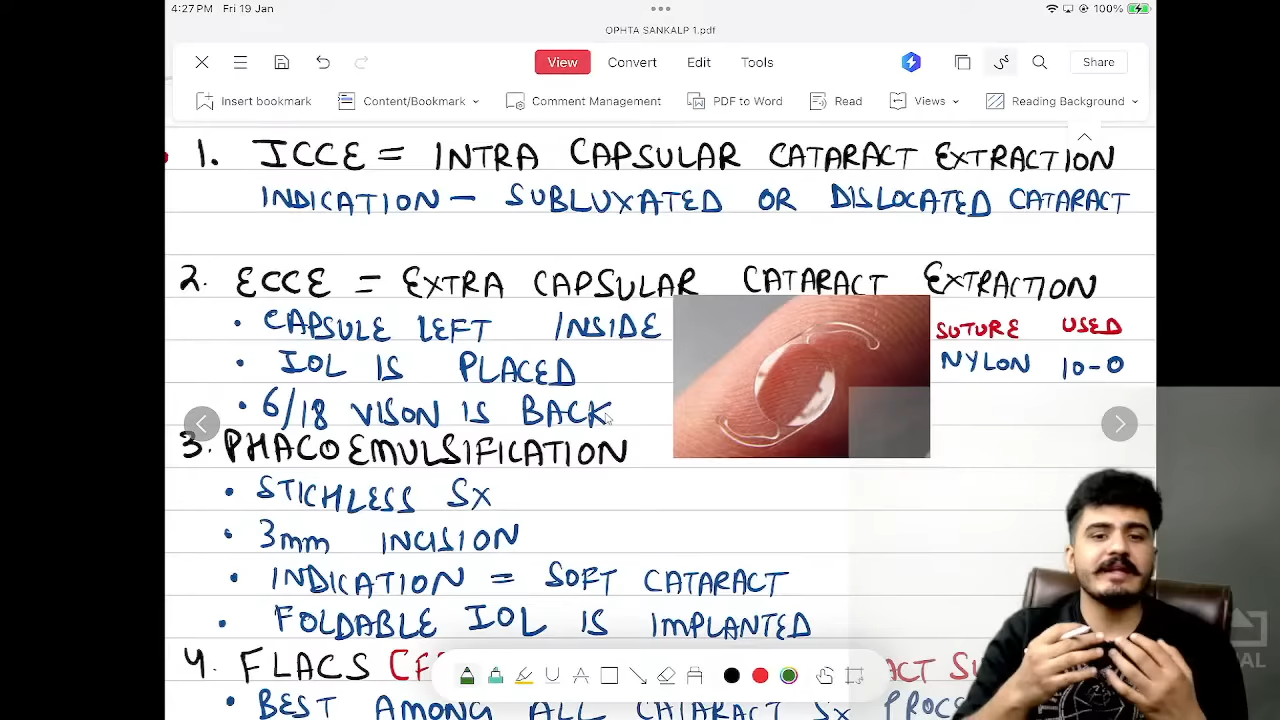 4:27 PM Fri 19 Jan
100%
OPHTA SANKALP 1.pdf
View Convert Edit Tools Share
Insert bookmark Content/Bookmark Comment Management PDF to Word Read Views Reading Background
1. ICCE = INTRA CAPSULAR CATARACT EXTRACTION
INDICATION - SUBLUXATED OR DISLOCATED CATARACT
2. ECCE = EXTRA CAPSULAR CATARACT EXTRACTION
• CAPSULE LEFT INSIDE
SUTURE USED
• IOL IS PLACED
NYLON 10-0
• 6/18 VISON IS BACK
3. PHACOEMULSIFICATION
• STICHLESS SX
• 3mm INCISION
• INDICATION = SOFT CATARACT
• FOLDABLE IOL IS IMPLANTED
4. FLACS
• BEST AMONG ALL CATARACT SX PROC